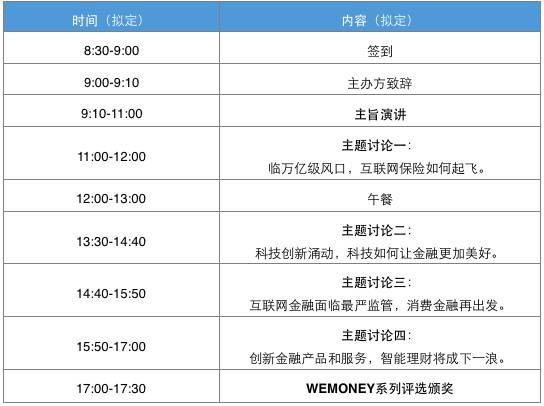 时间（拟定） 内容（拟定）
8:30-9:00 签到
9:00-9:10 主办方致辞
9:10-11:00 主旨演讲
主题讨论一：
11:00-12:00
临万亿级风口，互联网保险如何起飞。
12:00-13:00 午餐
主题讨论二：
13:30-14:40
科技创新涌动，科技如何让金融更加美好。
主题讨论三：
14:40-15:50
互联网金融面临最严监管，消费金融再出发。
主题讨论四：
15:50-17:00
创新金融产品和服务，智能理财将成下一浪。
17:00-17:30 WEMONEY系列评选颁奖